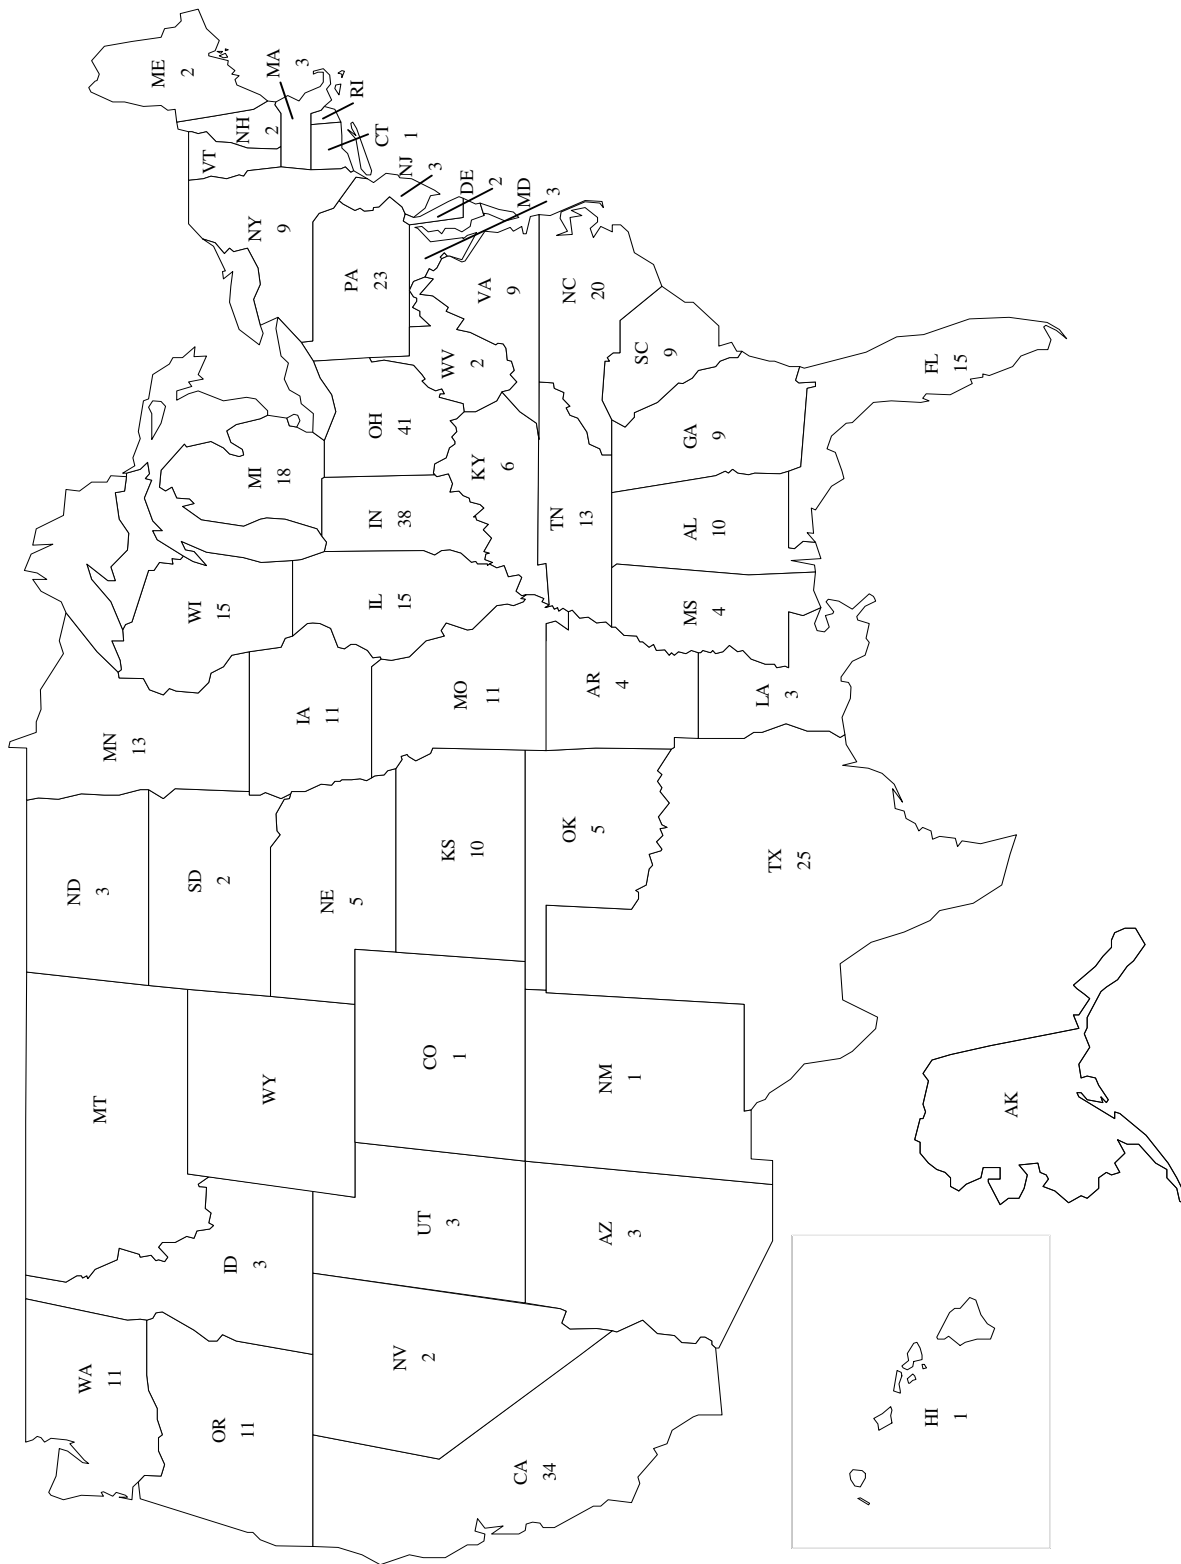 WA
11
OR
11
CA
34
NV
2
ID
3
MT
WY
UT
3
AZ
3
CO
1
NM
1
ND
3
SD
2
NE
5
KS
10
OK
5
TX
25
MN
13
IA
11
MO
11
AR
4
LA
3
WI
15
IL
15
MS
4
MI
18
IN
38
KY
6
TN
13
AL
10
OH
41
WV
2
GA
9
FL
15
SC
9
NC
20
VA
9
PA
23
NY
9
VT
NH
2
ME
2
MA
3
RI
CT
1
NJ
3
DE
2
MD
3
AK
HI
1